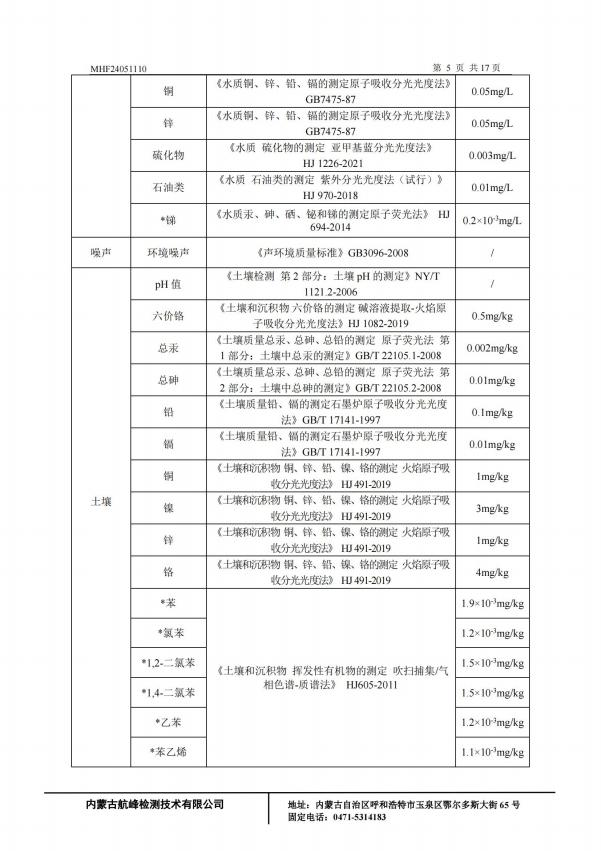 MHF24051110
第 5 页 共 17 页
铜
《水质铜、锌、铅、镉的测定原子吸收分光光度法》
GB7475-87
0.05mg/L
锌
《水质铜、锌、铅、镉的测定原子吸收分光光度法》
GB7475-87
0.05mg/L
硫化物
《水质 硫化物的测定 亚甲基蓝分光光度法》
HJ 1226-2021
0.003mg/L
石油类
《水质 石油类的测定 紫外分光光度法（试行）》
HJ 970-2018
0.01mg/L
*锑
《水质汞、砷、硒、铋和锑的测定原子荧光法》 HJ
694-2014
0.2×10⁻³mg/L
噪声
环境噪声
《声环境质量标准》GB3096-2008
/
土壤
pH 值
《土壤检测 第 2 部分：土壤 pH 的测定》NY/T
1121.2-2006
/
六价铬
《土壤和沉积物 六价铬的测定 碱溶液提取-火焰原
子吸收分光光度法》HJ 1082-2019
0.5mg/kg
总汞
《土壤质量总汞、总砷、总铅的测定 原子荧光法 第
1 部分：土壤中总汞的测定》GB/T 22105.1-2008
0.002mg/kg
总砷
《土壤质量总汞、总砷、总铅的测定 原子荧光法 第
2 部分：土壤中总砷的测定》GB/T 22105.2-2008
0.01mg/kg
铅
《土壤质量铅、镉的测定石墨炉原子吸收分光光度
法》GB/T 17141-1997
0.1mg/kg
镉
《土壤质量铅、镉的测定石墨炉原子吸收分光光度
法》GB/T 17141-1997
0.01mg/kg
铜
《土壤和沉积物 铜、锌、铅、镍、铬的测定 火焰原子吸
收分光光度法》 HJ 491-2019
1mg/kg
镍
《土壤和沉积物 铜、锌、铅、镍、铬的测定 火焰原子吸
收分光光度法》 HJ 491-2019
3mg/kg
锌
《土壤和沉积物 铜、锌、铅、镍、铬的测定 火焰原子吸
收分光光度法》 HJ 491-2019
1mg/kg
铬
《土壤和沉积物 铜、锌、铅、镍、铬的测定 火焰原子吸
收分光光度法》 HJ 491-2019
4mg/kg
*苯
1.9×10⁻³mg/kg
*氯苯
1.2×10⁻³mg/kg
*1,2-二氯苯
《土壤和沉积物 挥发性有机物的测定 吹扫捕集/气
相色谱-质谱法》 HJ605-2011
1.5×10⁻³mg/kg
*1,4-二氯苯
1.5×10⁻³mg/kg
*乙苯
1.2×10⁻³mg/kg
*苯乙烯
1.1×10⁻³mg/kg
内蒙古航峰检测技术有限公司
地址：内蒙古自治区呼和浩特市玉泉区鄂尔多斯大街 65 号
固定电话：0471-5314183